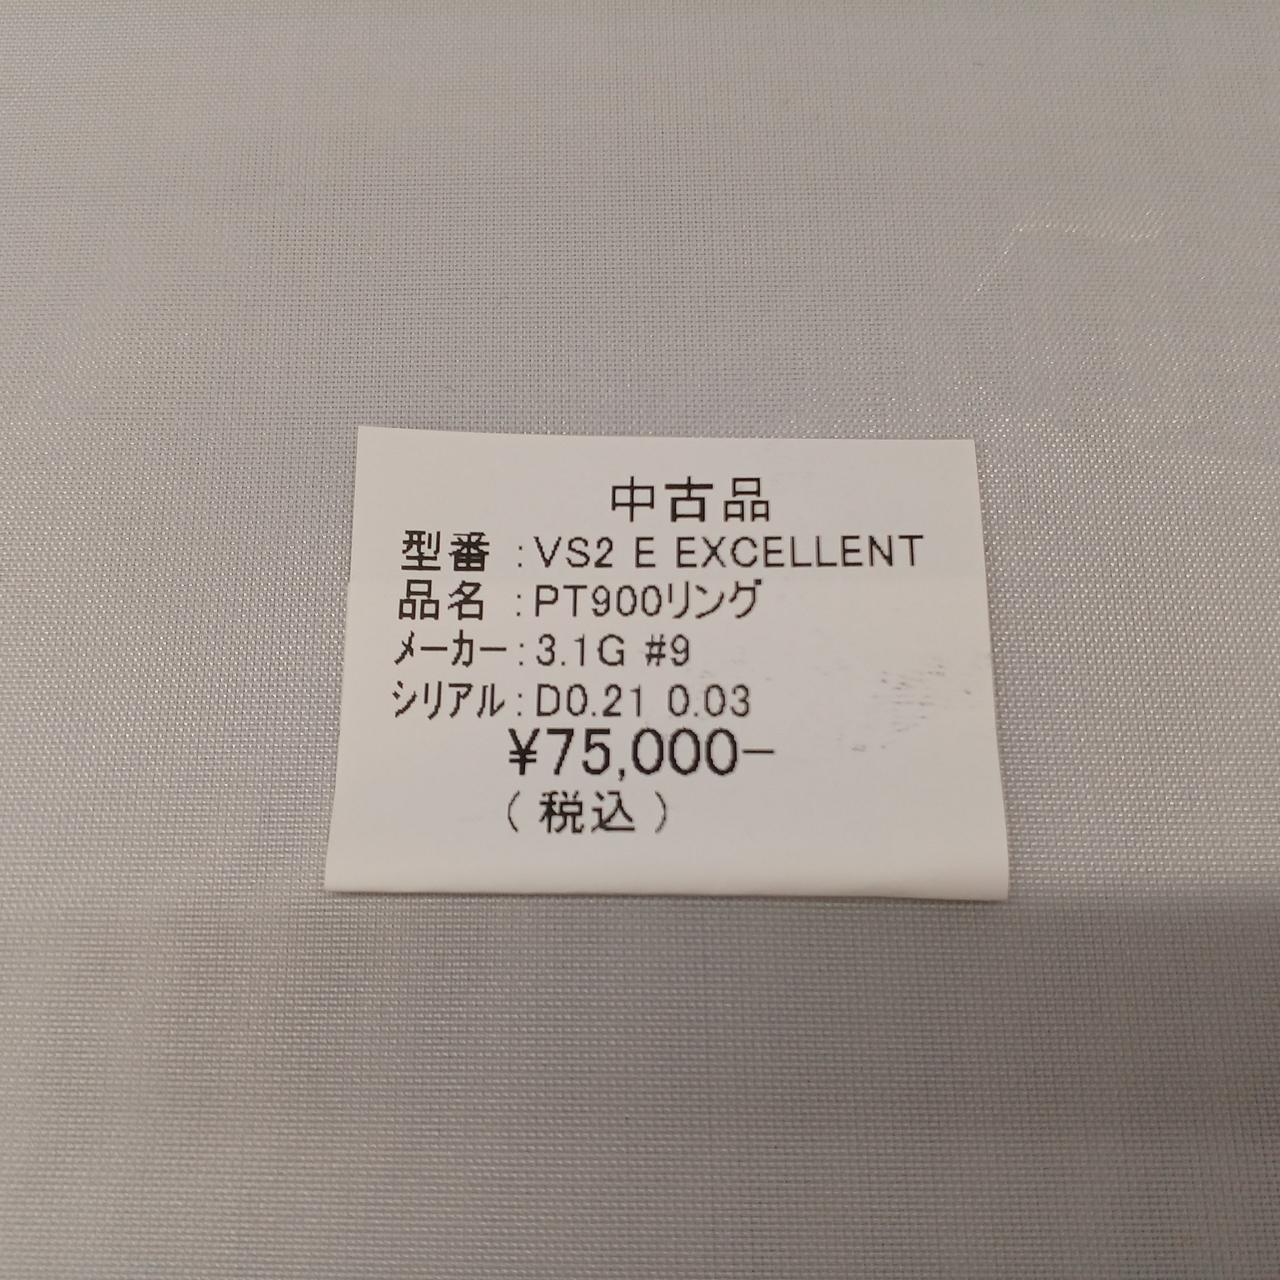 中古品
型番 :VS2 E EXCELLENT
品名 :PT900リング
メーカー:3.1G #9
シリアル:D0.21 0.03
¥75,000−
(税込)